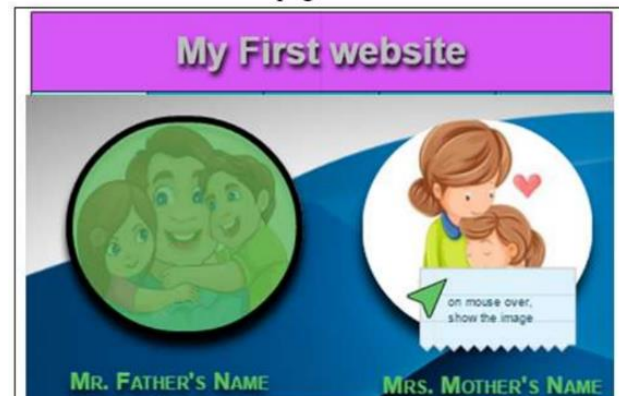 My First website
on mouse over,
show the image
MR. FATHER'S NAME
MRS. MOTHER'S NAME